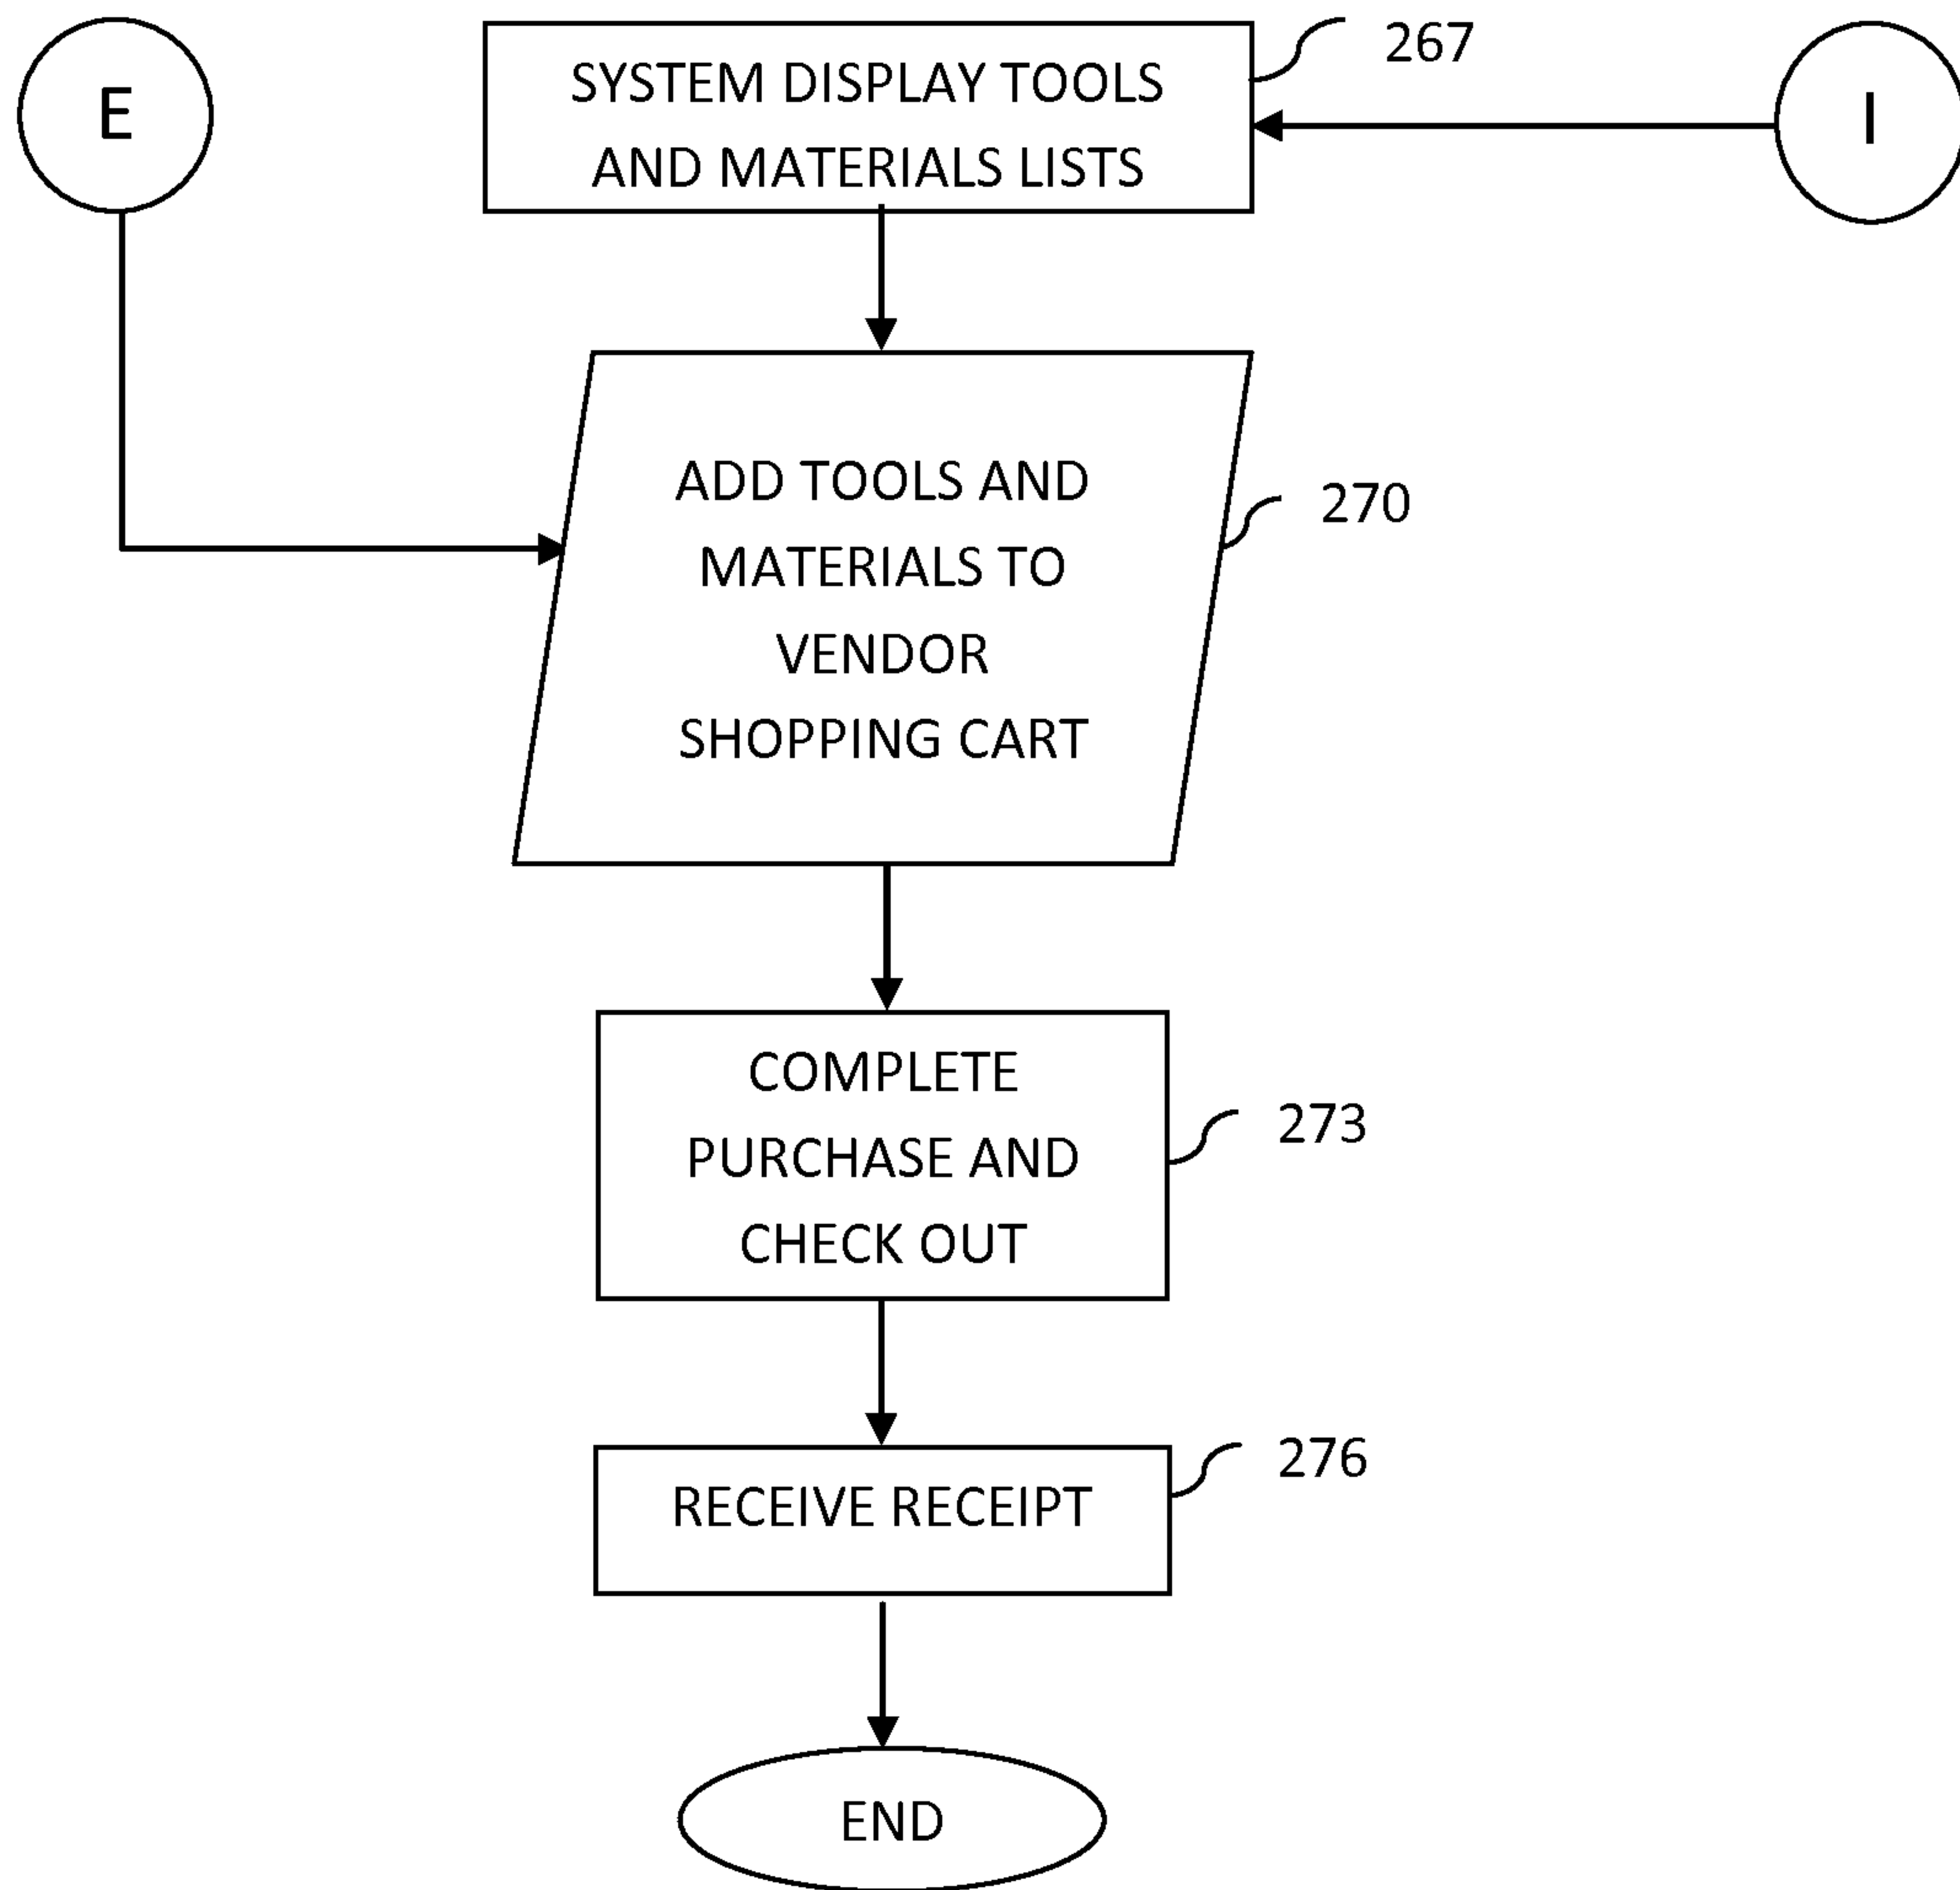 E
SYSTEM DISPLAY TOOLS
AND MATERIALS LISTS
267
I
ADD TOOLS AND
MATERIALS TO
VENDOR
SHOPPING CART
270
COMPLETE
PURCHASE AND
CHECK OUT
273
RECEIVE RECEIPT
276
END